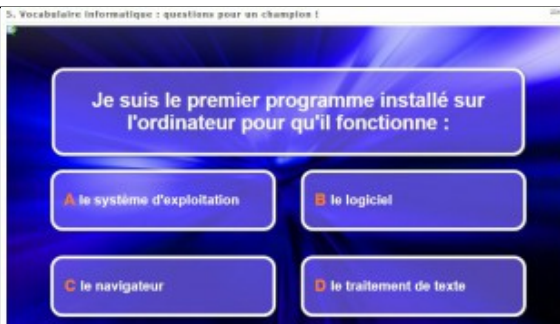 5. Vocabulaire informatique : questions pour un champion !
Je suis le premier programme installé sur
l'ordinateur pour qu'il fonctionne :
A le système d'exploitation
B le logiciel
C le navigateur
D le traitement de texte